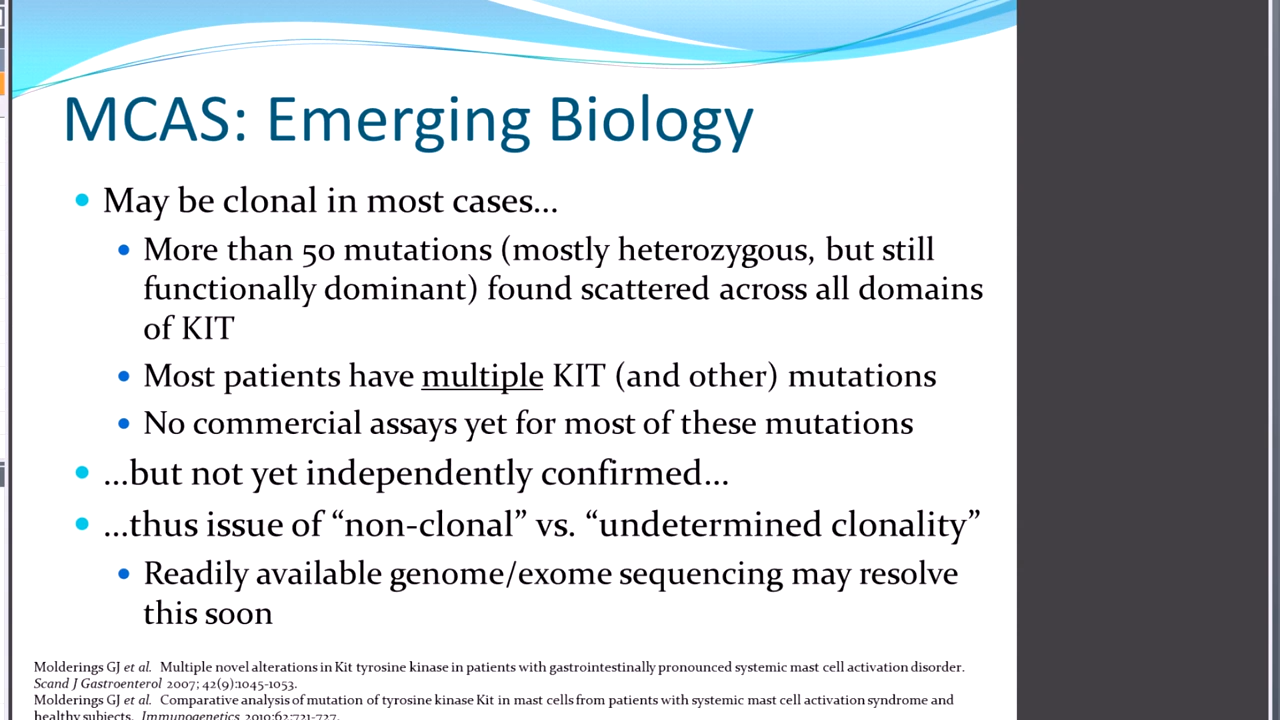 MCAS: Emerging Biology
• May be clonal in most cases...
• More than 50 mutations (mostly heterozygous, but still
functionally dominant) found scattered across all domains
of KIT
• Most patients have multiple KIT (and other) mutations
• No commercial assays yet for most of these mutations
• ...but not yet independently confirmed...
• ...thus issue of “non-clonal” vs. “undetermined clonality”
• Readily available genome/exome sequencing may resolve
this soon
Molderings GJ et al. Multiple novel alterations in Kit tyrosine kinase in patients with gastrointestinally pronounced systemic mast cell activation disorder.
Scand J Gastroenterol 2007; 42(9):1045-1053.
Molderings GJ et al. Comparative analysis of mutation of tyrosine kinase Kit in mast cells from patients with systemic mast cell activation syndrome and
healthy subjects. Immunogenetics 2010;62:721-727.